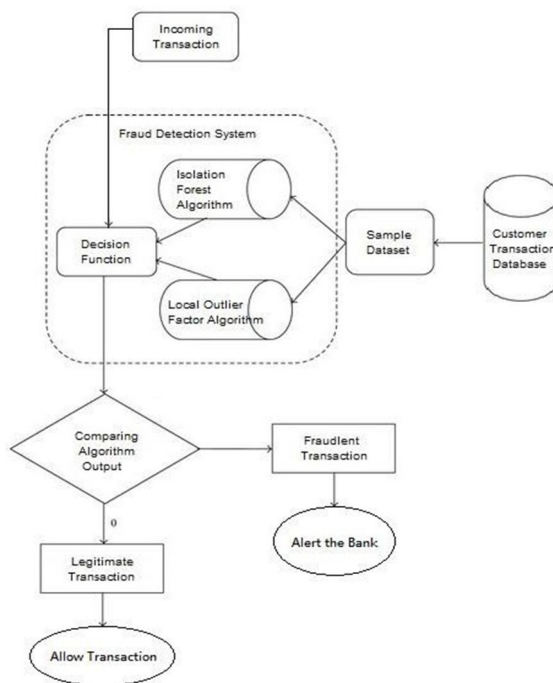 Incoming
Transaction
Fraud Detection System
Isolation
Forest
Algorithm
Decision
Function
Sample
Dataset
Customer
Transaction
Database
Local Outlier
Factor Algorithm
Comparing
Algorithm
Output
Fraudlent
Transaction
0
Alert the Bank
Legitimate
Transaction
Allow Transaction